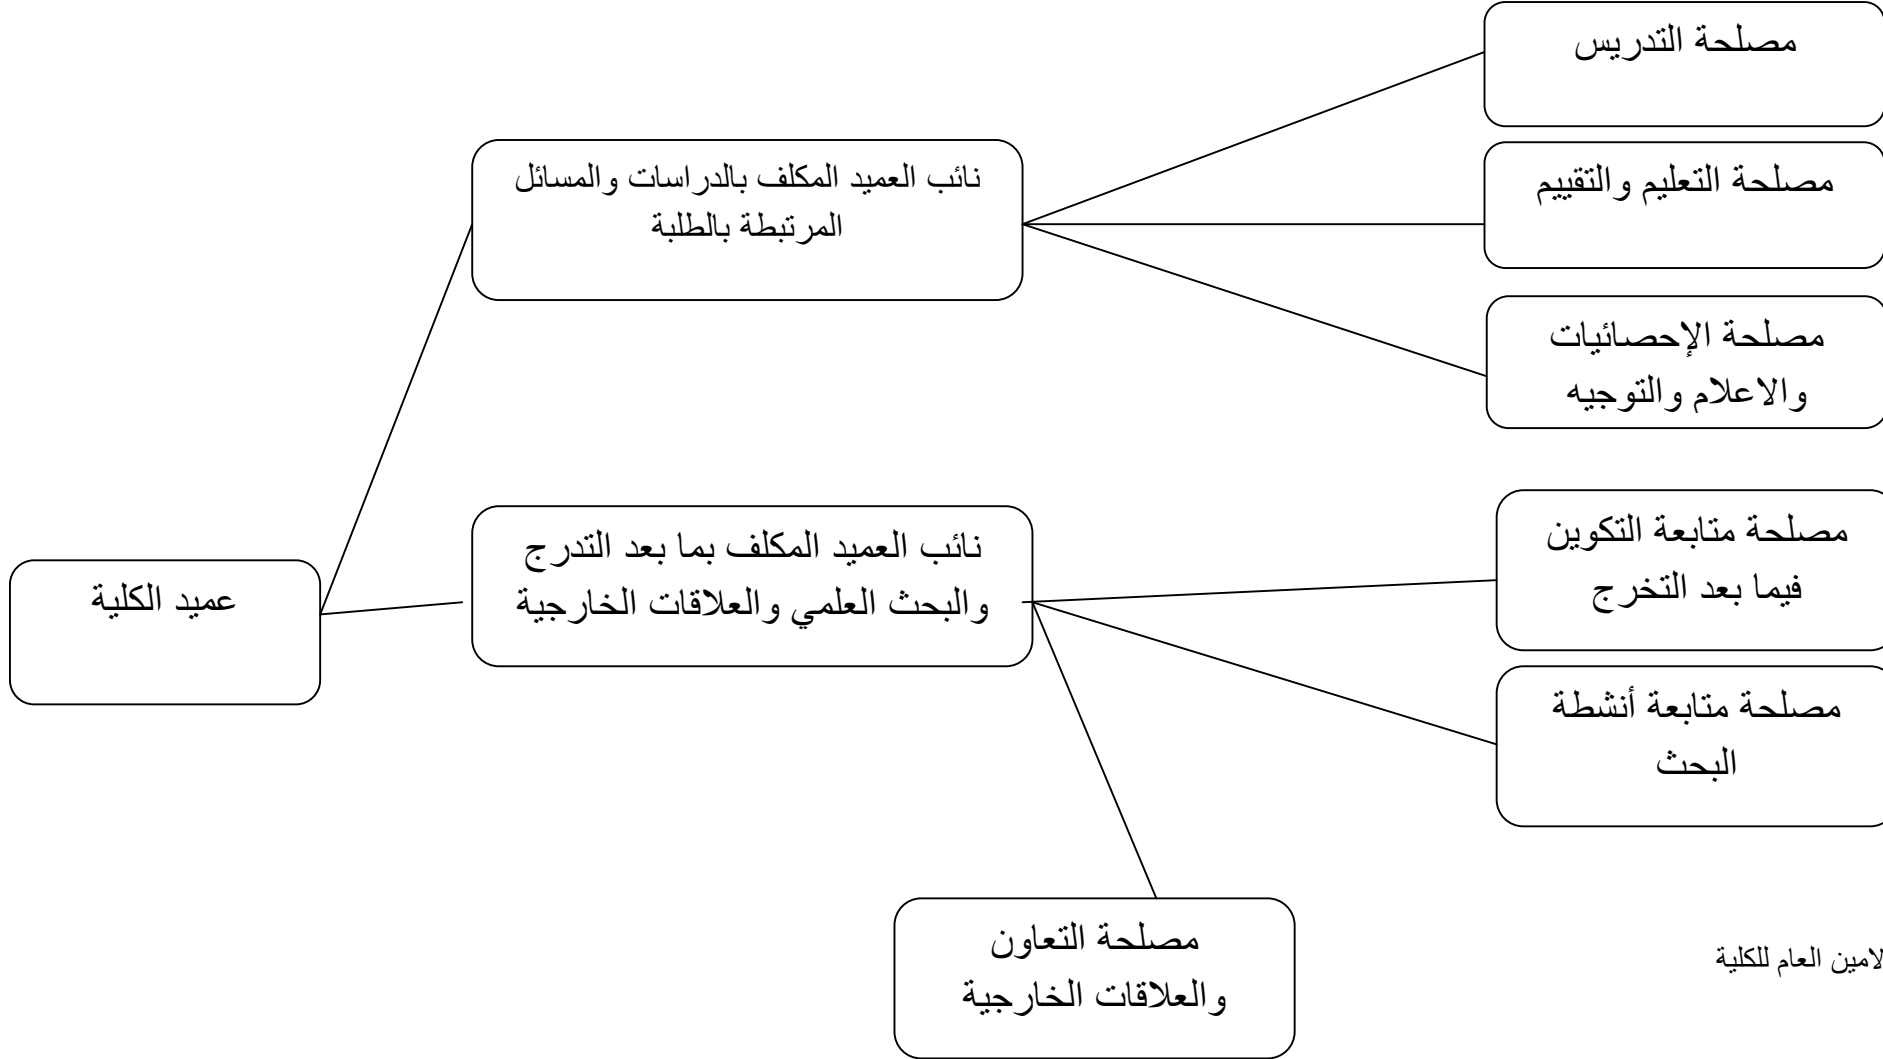 مصلحة التدريس
نائب العميد المكلف بالدراسات والمسائل
المرتبطة بالطلبة
مصلحة التعليم والتقييم
مصلحة الإحصائيات
والاعلام والتوجيه
عميد الكلية
نائب العميد المكلف بما بعد التدرج
والبحث العلمي والعلاقات الخارجية
مصلحة متابعة التكوين
فيما بعد التخرج
مصلحة متابعة أنشطة
البحث
مصلحة التعاون
والعلاقات الخارجية
لامين العام للكلية